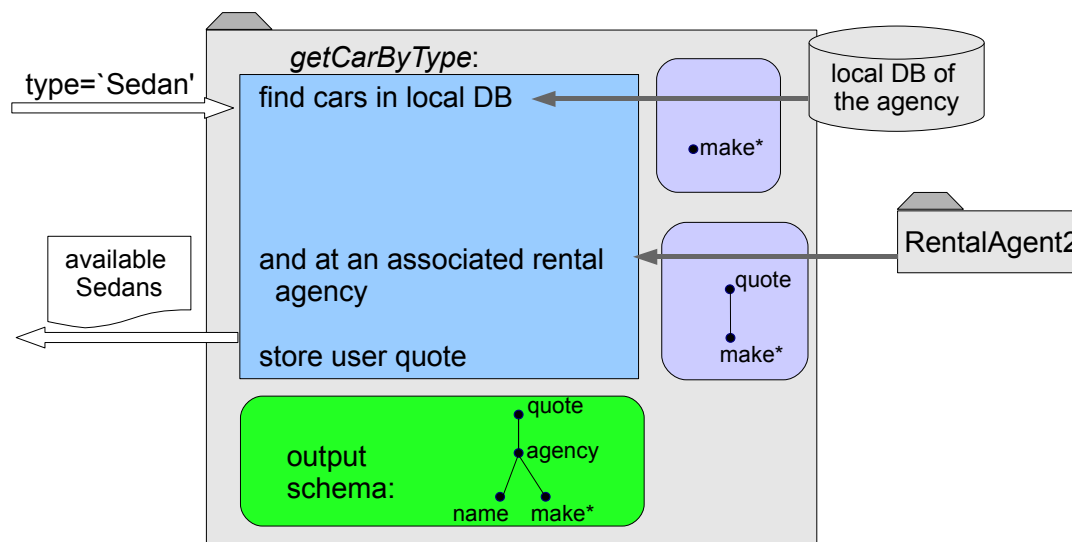 getCarByType:
type=`Sedan'
find cars in local DB
local DB of
the agency
make*
and at an associated rental
agency
RentalAgent2
available
Sedans
quote
make*
store user quote
output
schema:
quote
agency
name
make*